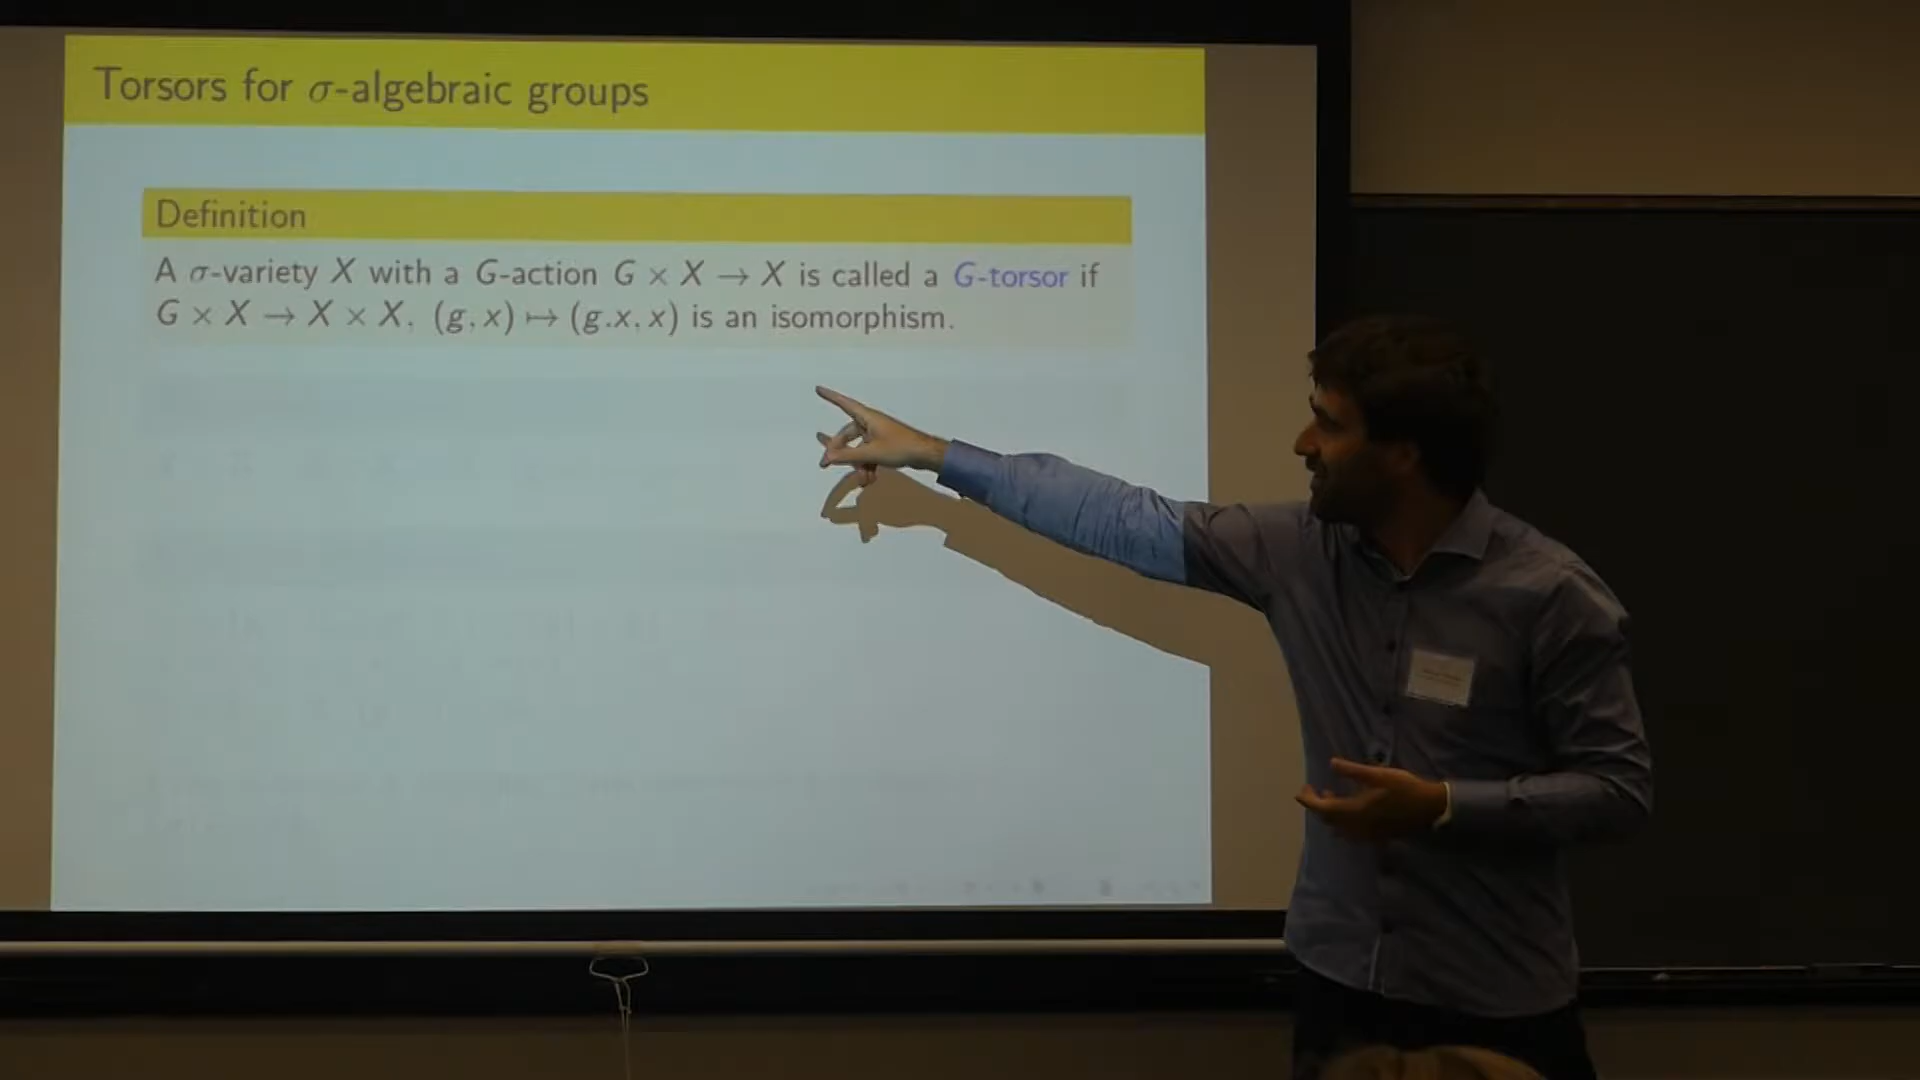 Torsors for σ-algebraic groups
Definition
A σ-variety X with a G-action G × X → X is called a G-torsor if
G × X → X × X, (g, x) ↦ (g.x, x) is an isomorphism.